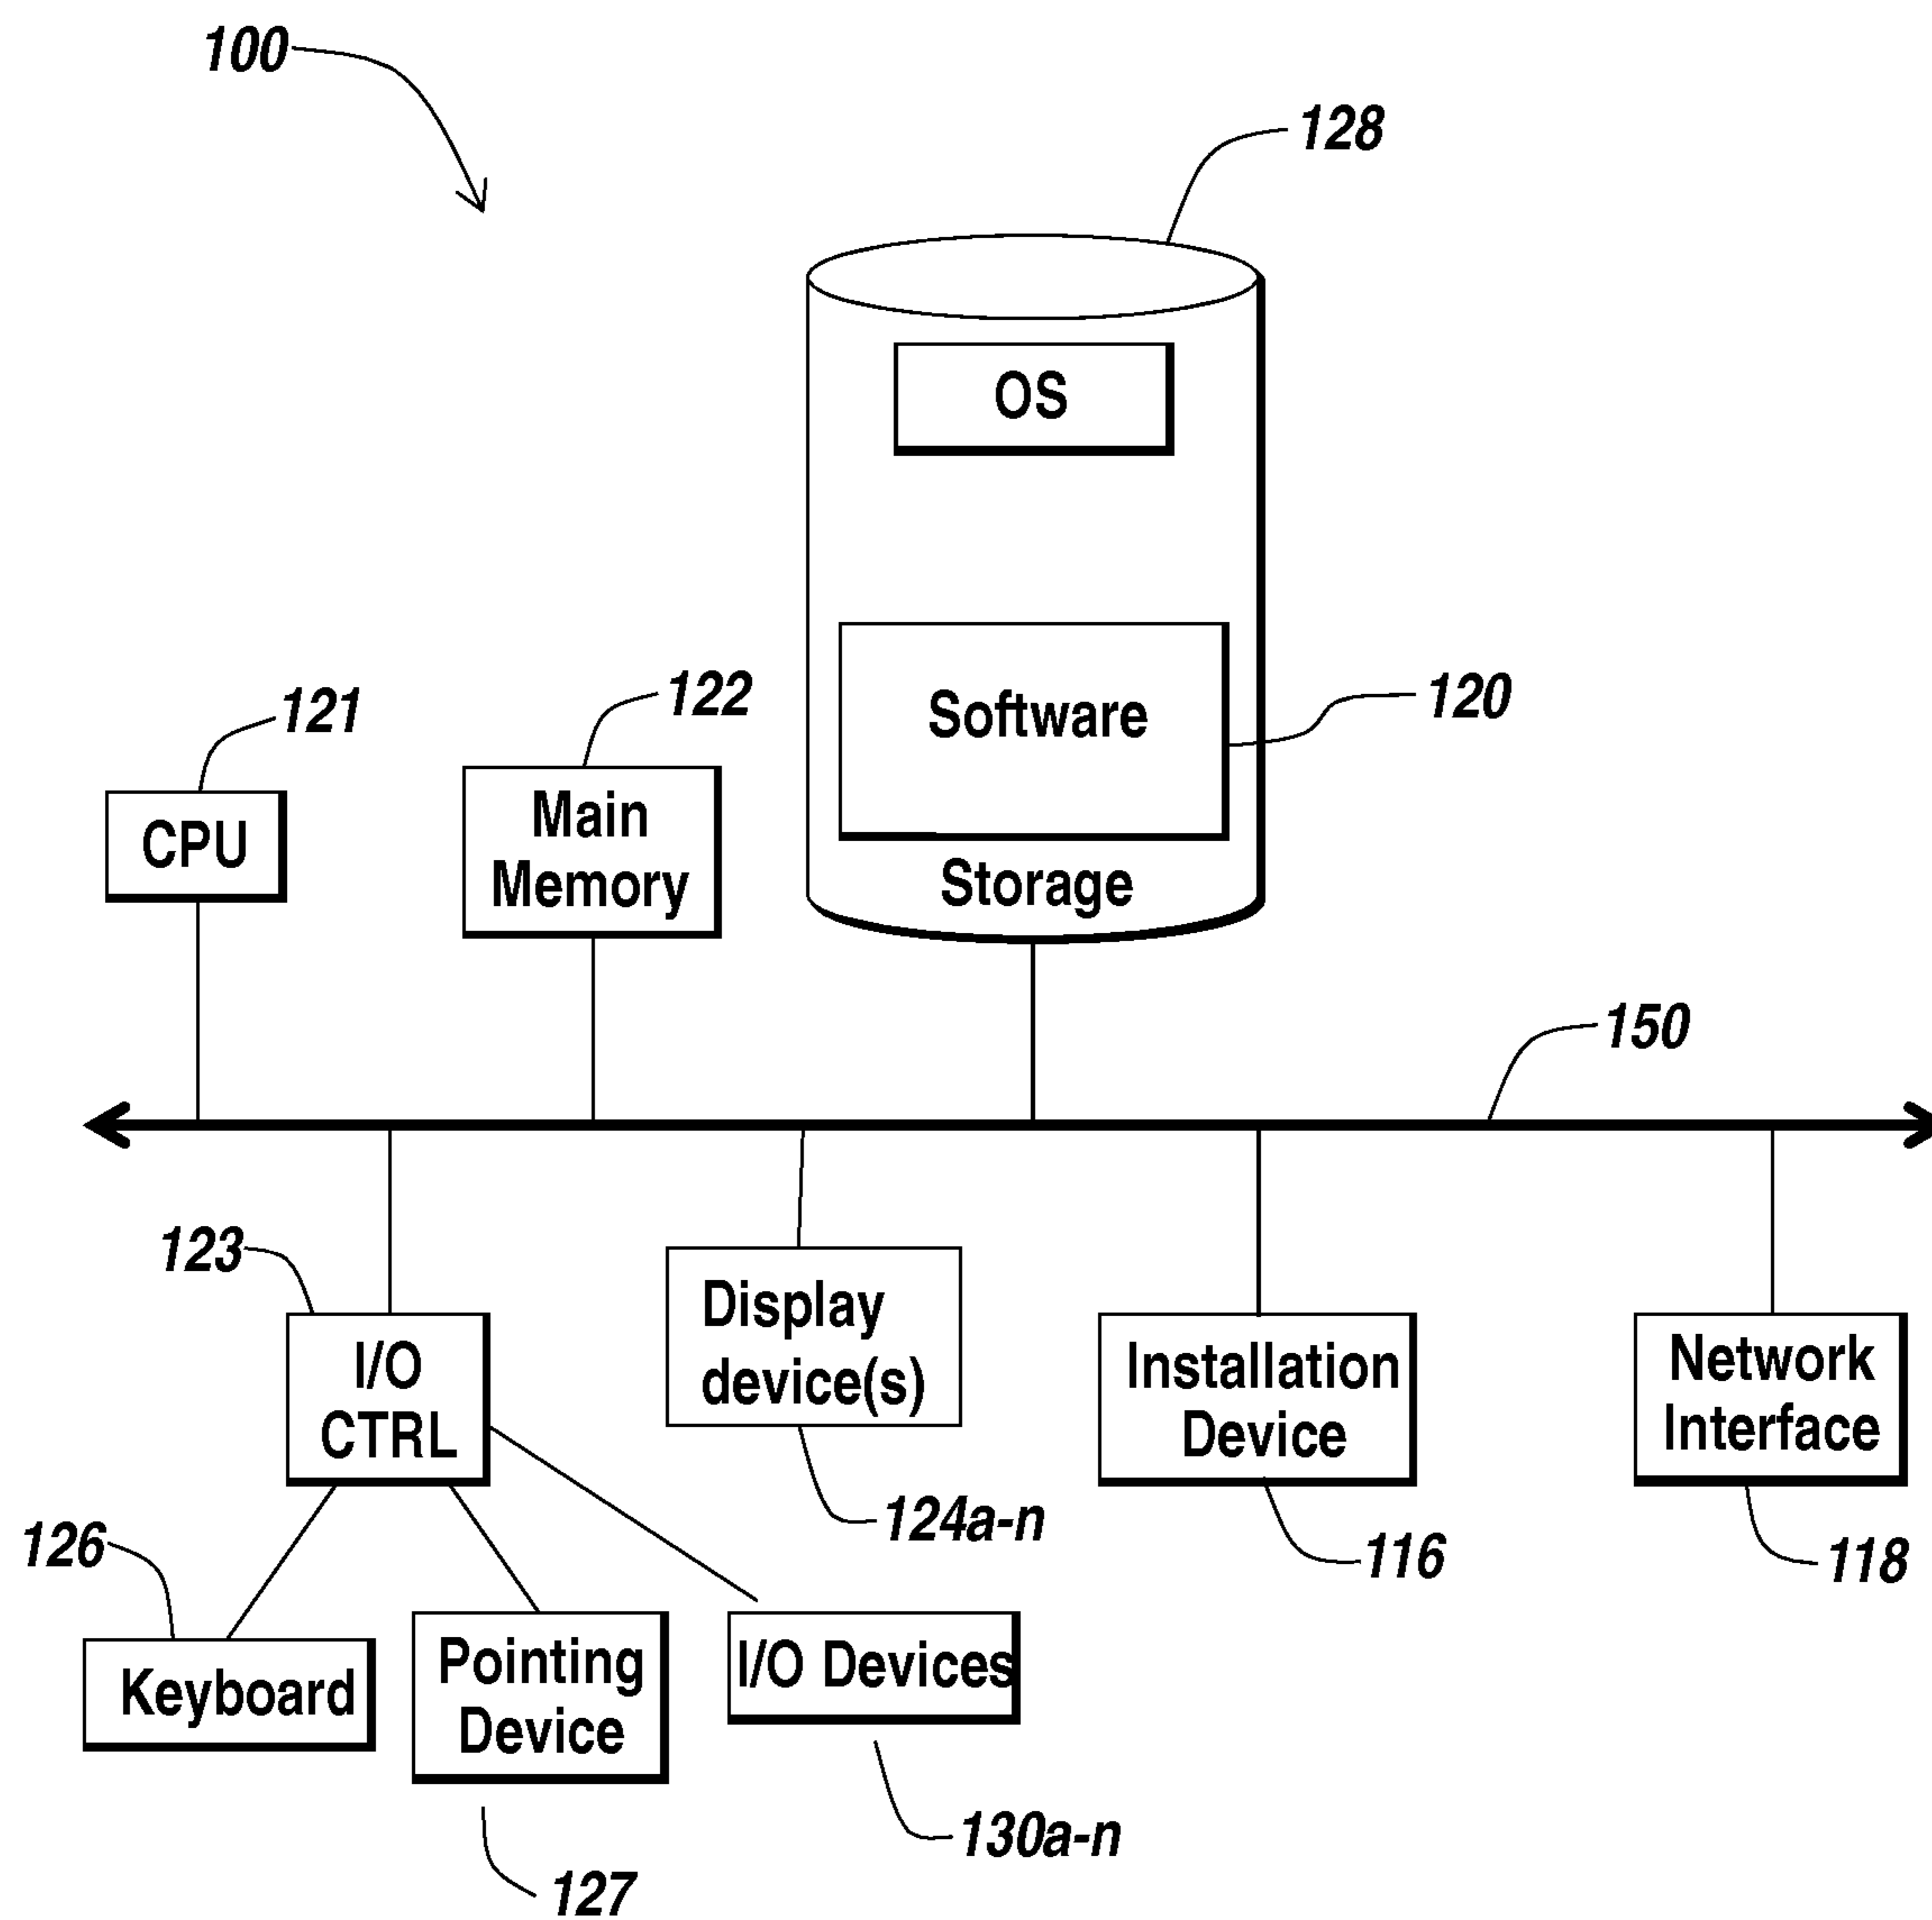 100
128
OS
Software
120
Storage
121
CPU
122
Main
Memory
150
123
I/O
CTRL
Display
device(s)
124a-n
Installation
Device
116
Network
Interface
118
126
Keyboard
Pointing
Device
127
I/O Devices
130a-n